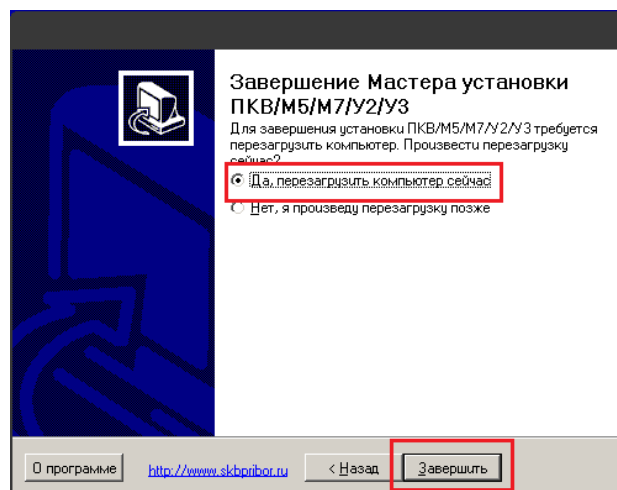 Завершение Мастера установки
ПКВ/М5/М7/У2/У3
Для завершения установки ПКВ/М5/М7/У2/У3 требуется
перезагрузить компьютер. Произвести перезагрузку
сейчас?
Да, перезагрузить компьютер сейчас
Нет, я произведу перезагрузку позже
О программе
http://www.skbpribor.ru
< Назад
Завершить